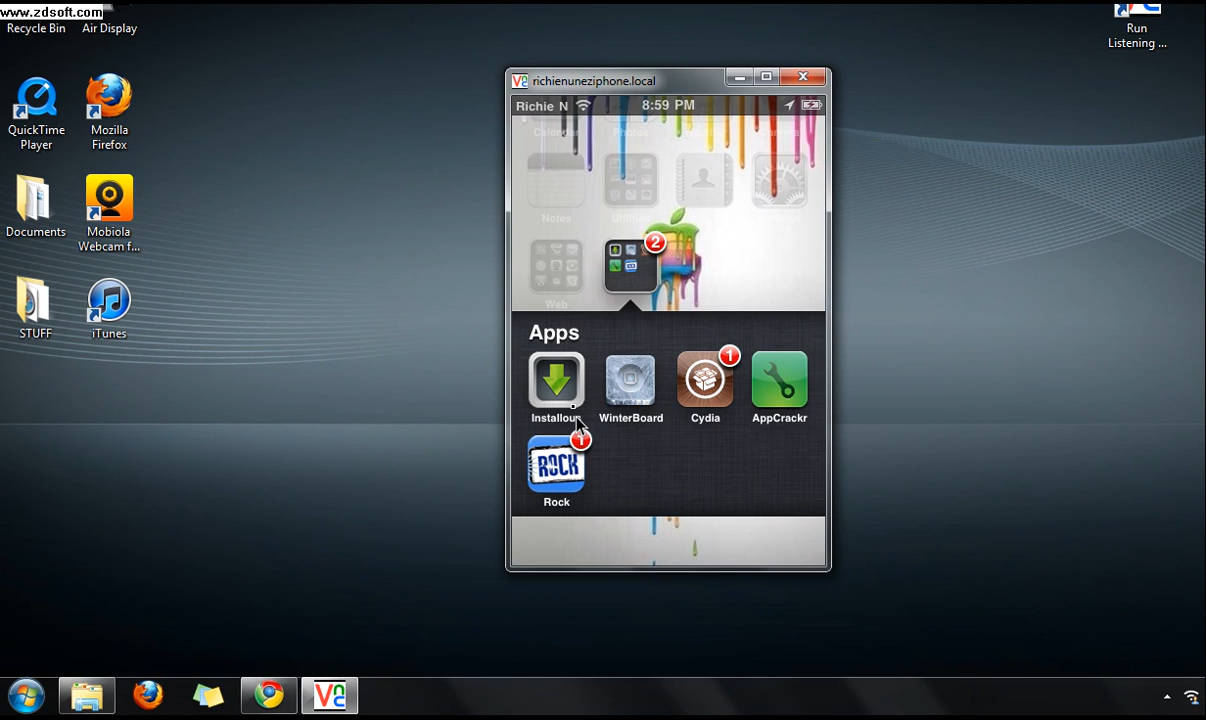 www.zdsoft.com
Recycle Bin
Air Display
Run
Listening ...
QuickTime
Player
Mozilla
Firefox
Documents
Mobiola
Webcam f...
STUFF
iTunes
richienuneziphone.local
Richie N
8:59 PM
Notes
2
Web
Apps
1
Installous
WinterBoard
Cydia
AppCrackr
1
ROCK
Rock